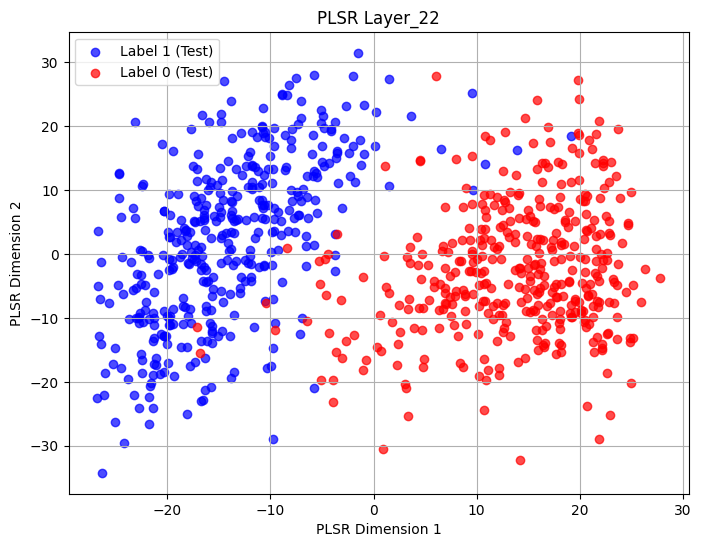 PLSR Layer_22
Label 1 (Test)
Label 0 (Test)
PLSR Dimension 2
30
20
10
0
−10
−20
−30
−20
−10
0
10
20
30
PLSR Dimension 1